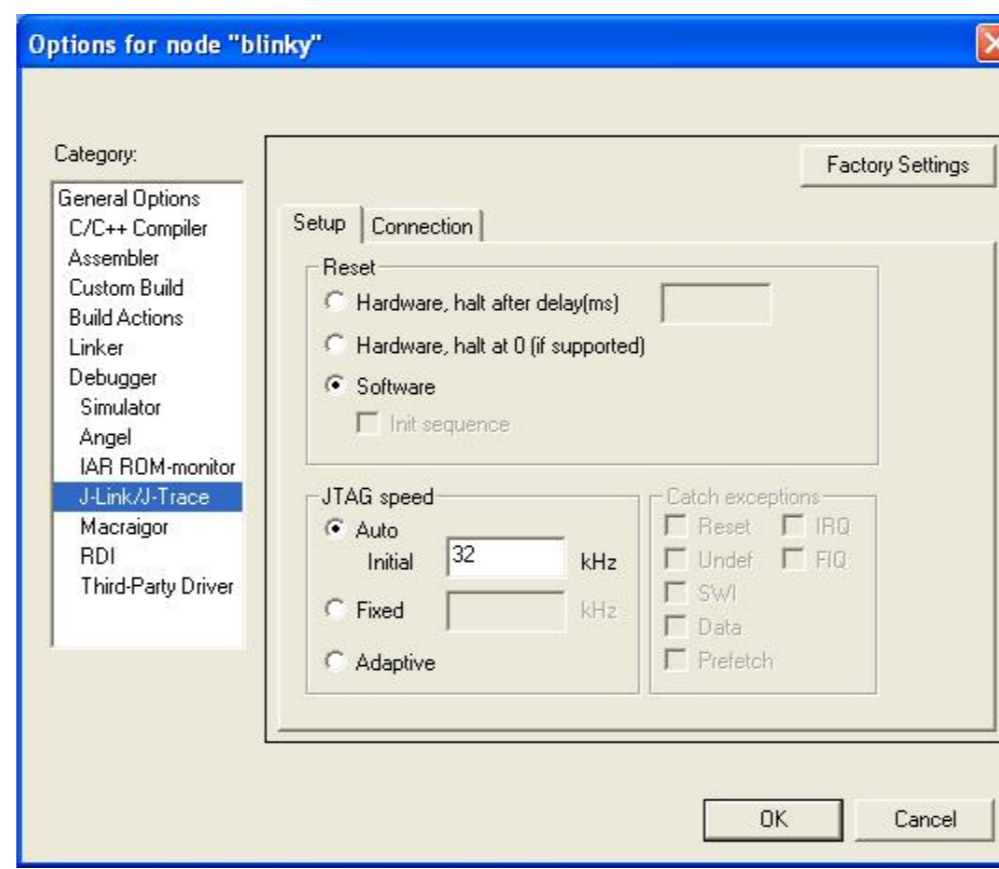 Options for node "blinky"
Category:
Factory Settings
General Options
C/C++ Compiler
Assembler
Custom Build
Build Actions
Linker
Debugger
Simulator
Angel
IAR ROM-monitor
J-Link/J-Trace
Macraigor
RDI
Third-Party Driver
Setup Connection
Reset
Hardware, halt after delay(ms)
Hardware, halt at 0 (if supported)
Software
Init sequence
JTAG speed
Auto
Initial 32 kHz
Fixed kHz
Adaptive
Catch exceptions
Reset IRQ
Undef FIQ
SWI
Data
Prefetch
OK Cancel